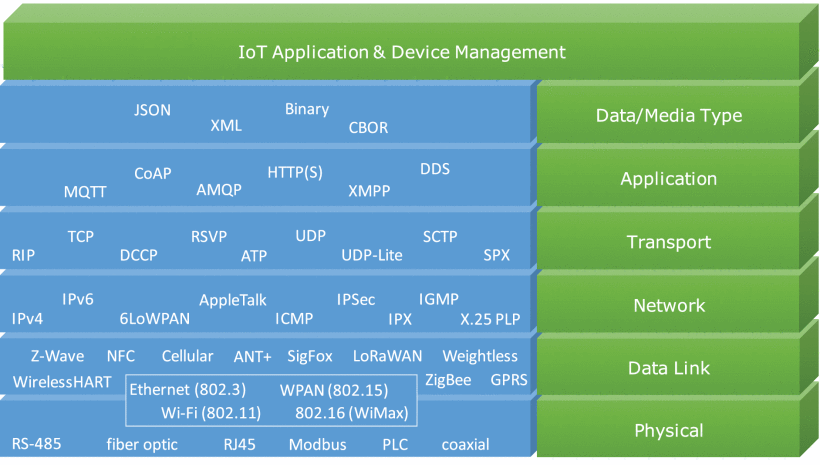 IoT Application & Device Management
JSON Binary
XML CBOR
Data/Media Type
CoAP HTTP(S) DDS
MQTT AMQP XMPP
Application
TCP RSVP UDP SCTP
RIP DCCP ATP UDP-Lite SPX
Transport
IPv6 AppleTalk IPSec IGMP
IPv4 6LoWPAN ICMP IPX X.25 PLP
Network
Z-Wave NFC Cellular ANT+ SigFox LoRaWAN Weightless
WirelessHART ZigBee GPRS
Data Link
Ethernet (802.3) WPAN (802.15)
Wi-Fi (802.11) 802.16 (WiMax)
RS-485 fiber optic RJ45 Modbus PLC coaxial
Physical